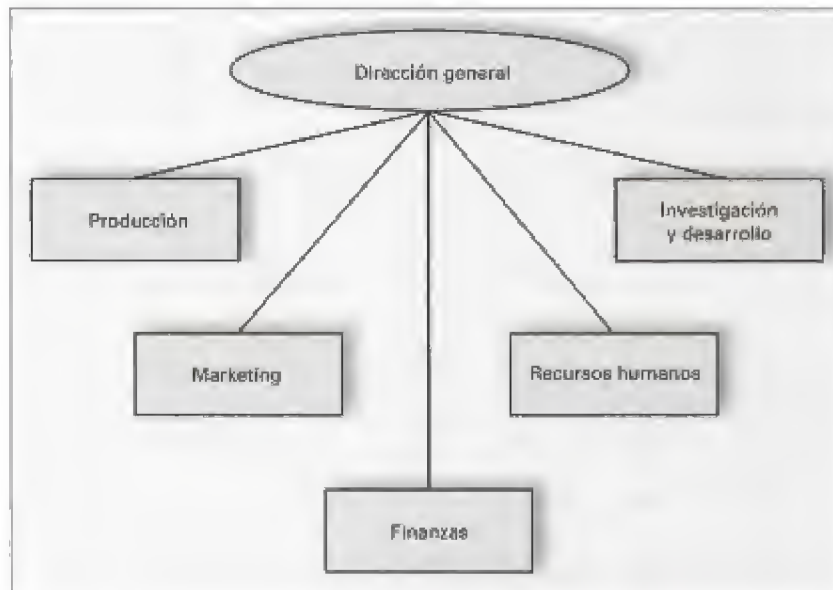 Dirección general
Producción
Investigación
y desarrollo
Marketing
Recursos humanos
Finanzas